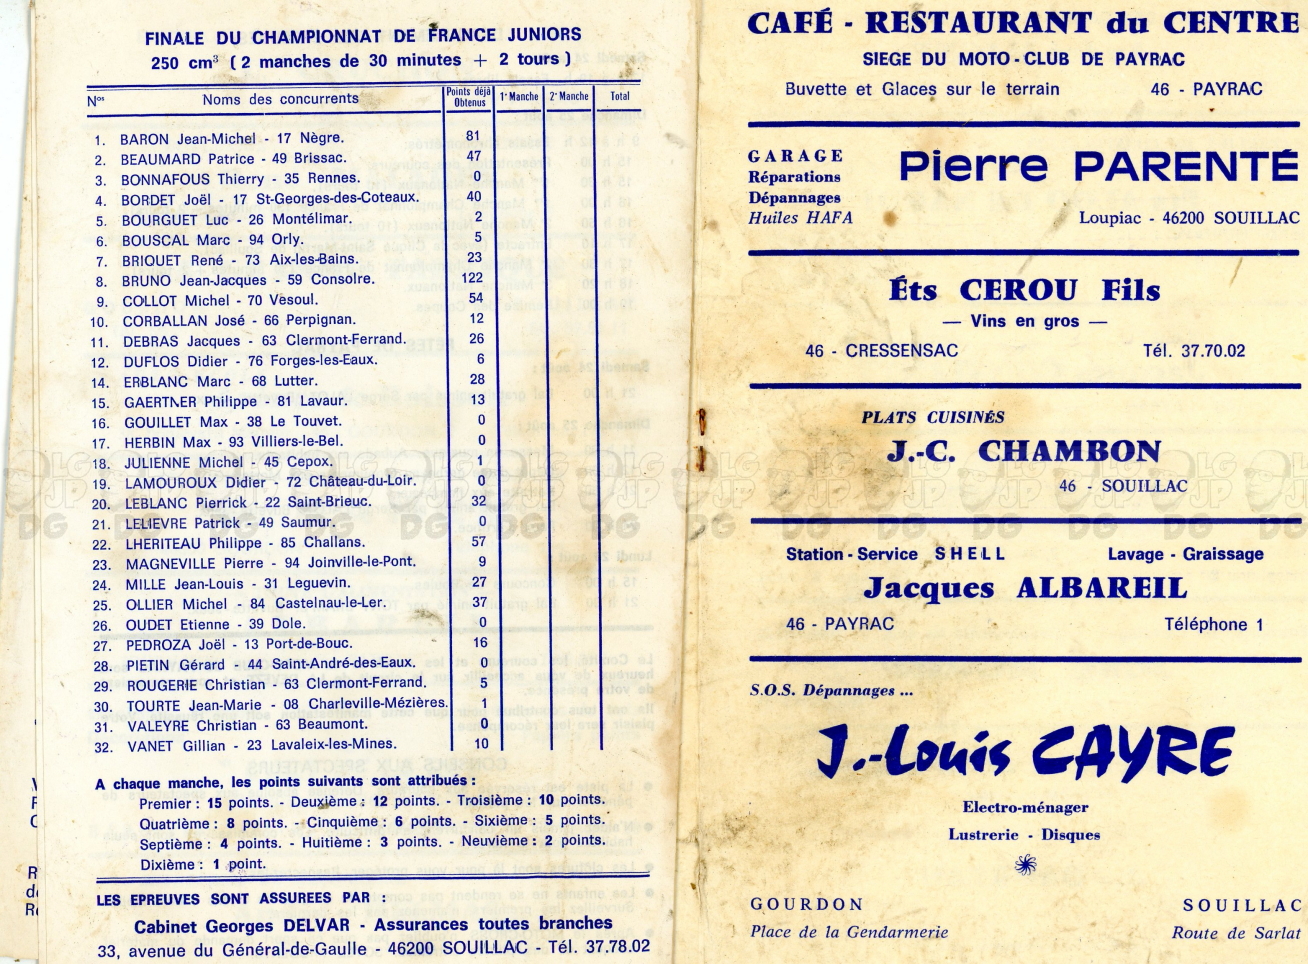 FINALE DU CHAMPIONNAT DE FRANCE JUNIORS
250 cm³ ( 2 manches de 30 minutes + 2 tours )
Nos Noms des concurrents Points déjà Obtenus 1e Manche 2e Manche Total
1. BARON Jean-Michel - 17 Nègre. 81
2. BEAUMARD Patrice - 49 Brissac. 47
3. BONNAFOUS Thierry - 35 Rennes. 0
4. BORDET Joël - 17 St-Georges-des-Coteaux. 40
5. BOURGUET Luc - 26 Montélimar. 2
6. BOUSCAL Marc - 94 Orly. 5
7. BRIOUET René - 73 Aix-les-Bains. 23
8. BRUNO Jean-Jacques - 59 Consolre. 122
9. COLLOT Michel - 70 Vesoul. 54
10. CORBALLAN José - 66 Perpignan. 12
11. DEBRAS Jacques - 63 Clermont-Ferrand. 26
12. DUFLOS Didier - 76 Forges-les-Eaux. 6
14. ERBLANC Marc - 68 Lutter. 28
15. GAERTNER Philippe - 81 Lavaur. 13
16. GOUILLET Max - 38 Le Touvet. 0
17. HERBIN Max - 93 Villiers-le-Bel. 0
18. JULIENNE Michel - 45 Cepox. 1
19. LAMOUROUX Didier - 72 Château-du-Loir. 0
20. LEBLANC Pierrick - 22 Saint-Brieuc. 32
21. LELIEVRE Patrick - 49 Saumur. 0
22. LHERITEAU Philippe - 85 Challans. 57
23. MAGNEVILLE Pierre - 94 Joinville-le-Pont. 9
24. MILLE Jean-Louis - 31 Leguevin. 27
25. OLLIER Michel - 84 Castelnau-le-Ler. 37
26. OUDET Etienne - 39 Dole. 0
27. PEDROZA Joël - 13 Port-de-Bouc. 16
28. PIETIN Gérard - 44 Saint-André-des-Eaux. 0
29. ROUGERIE Christian - 63 Clermont-Ferrand. 5
30. TOURTE Jean-Marie - 08 Charleville-Mézières. 1
31. VALEYRE Christian - 63 Beaumont. 0
32. VANET Gillian - 23 Lavaleix-les-Mines. 10
A chaque manche, les points suivants sont attribués :
Premier : 15 points. - Deuxième : 12 points. - Troisième : 10 points.
Quatrième : 8 points. - Cinquième : 6 points. - Sixième : 5 points.
Septième : 4 points. - Huitième : 3 points. - Neuvième : 2 points.
Dixième : 1 point.
LES EPREUVES SONT ASSUREES PAR :
Cabinet Georges DELVAR - Assurances toutes branches
33, avenue du Général-de-Gaulle - 46200 SOUILLAC - Tél. 37.78.02
CAFÉ - RESTAURANT du CENTRE
SIEGE DU MOTO-CLUB DE PAYRAC
Buvette et Glaces sur le terrain 46 - PAYRAC
GARAGE
Réparations
Dépannages
Huiles HAFA
Pierre PARENTÉ
Loupiac - 46200 SOUILLAC
Éts CEROU Fils
— Vins en gros —
46 - CRESSENSAC Tél. 37.70.02
PLATS CUISINÉS
J.-C. CHAMBON
46 - SOUILLAC
Station - Service SHELL Lavage - Graissage
Jacques ALBAREIL
46 - PAYRAC Téléphone 1
S.O.S. Dépannages ...
J.-Louis CAYRE
Electro-ménager
Lustrerie - Disques
GOURDON SOUILLAC
Place de la Gendarmerie Route de Sarlat